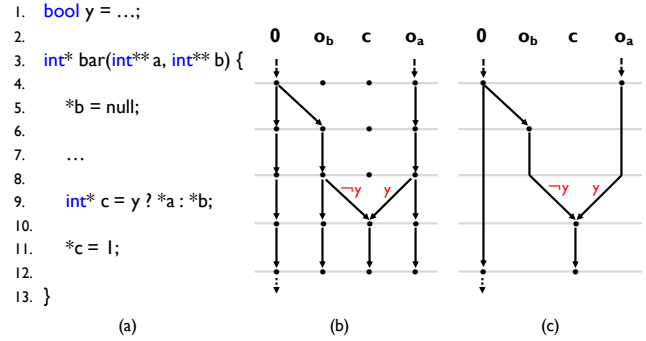 1. bool y = …;
2.
3. int* bar(int** a, int** b) {
4.
5. *b = null;
6.
7. …
8.
9. int* c = y ? *a : *b;
10.
11. *c = 1;
12.
13. }
(a)
0 o_b c o_a
¬y y
(b)
0 o_b c o_a
¬y y
(c)